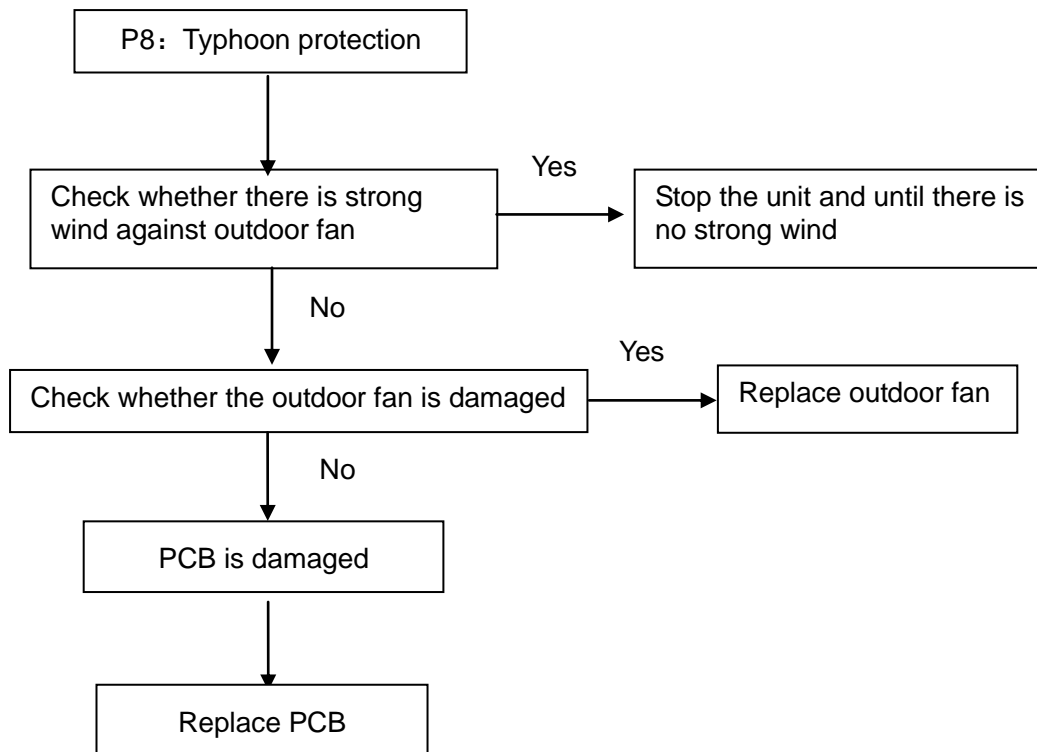 P8：Typhoon protection
Check whether there is strong
wind against outdoor fan
Yes
Stop the unit and until there is
no strong wind
No
Check whether the outdoor fan is damaged
Yes
Replace outdoor fan
No
PCB is damaged
Replace PCB